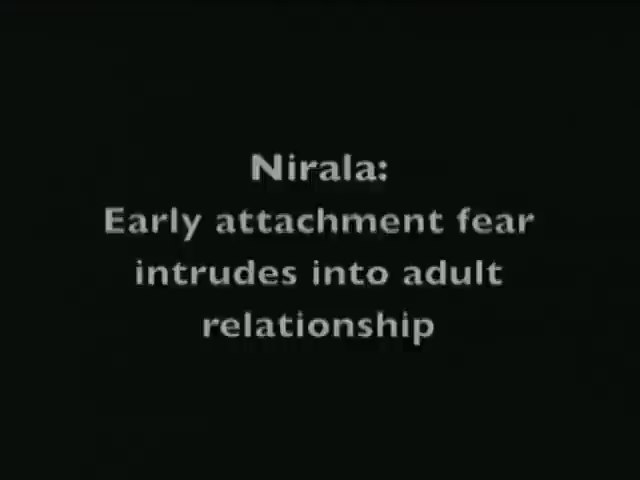 Nirala:
Early attachment fear
intrudes into adult
relationship